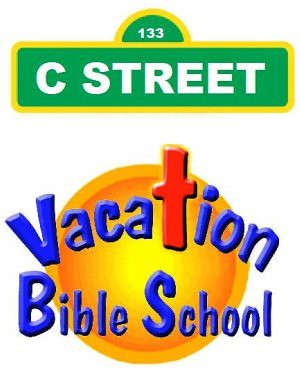 133
C STREET
Vacation
Bible School